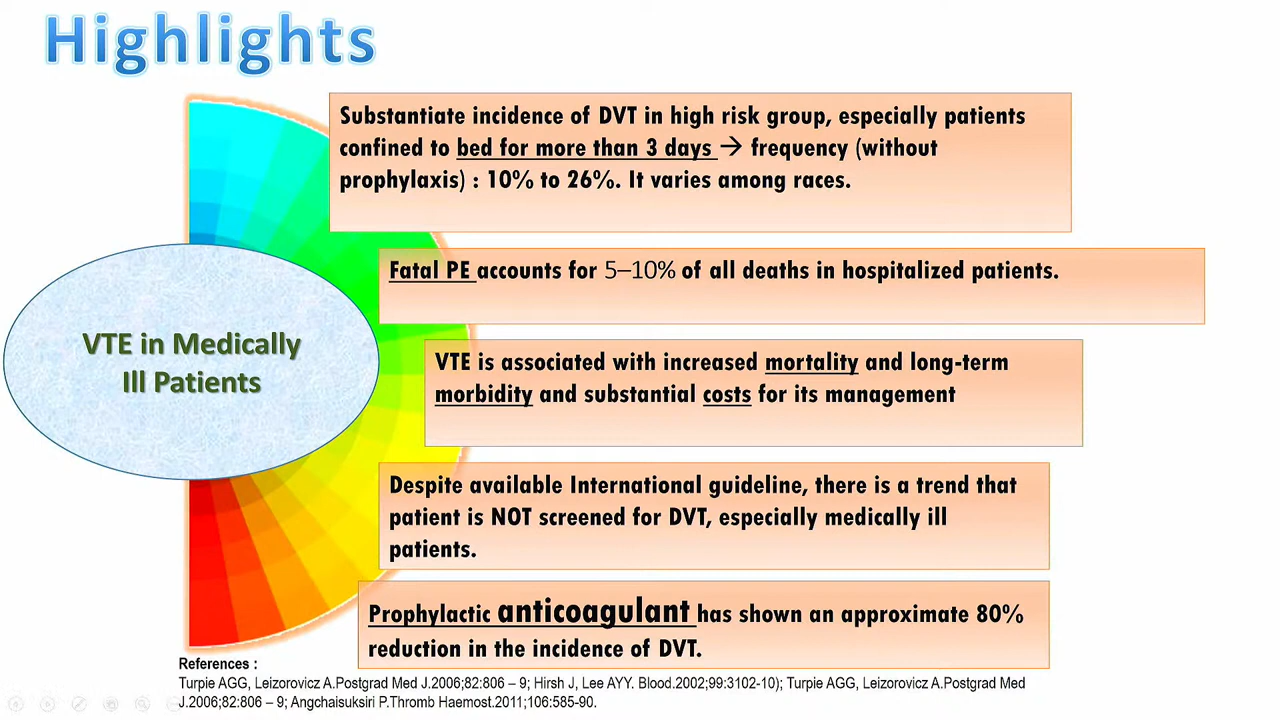 Highlights
Substantiate incidence of DVT in high risk group, especially patients
confined to bed for more than 3 days → frequency (without
prophylaxis) : 10% to 26%. It varies among races.
Fatal PE accounts for 5–10% of all deaths in hospitalized patients.
VTE in Medically
Ill Patients
VTE is associated with increased mortality and long-term
morbidity and substantial costs for its management
Despite available International guideline, there is a trend that
patient is NOT screened for DVT, especially medically ill
patients.
Prophylactic anticoagulant has shown an approximate 80%
reduction in the incidence of DVT.
References :
Turpie AGG, Leizorovicz A.Postgrad Med J.2006;82:806 – 9; Hirsh J, Lee AYY. Blood.2002;99:3102-10); Turpie AGG, Leizorovicz A.Postgrad Med
J.2006;82:806 – 9; Angchaisuksiri P.Thromb Haemost.2011;106:585-90.